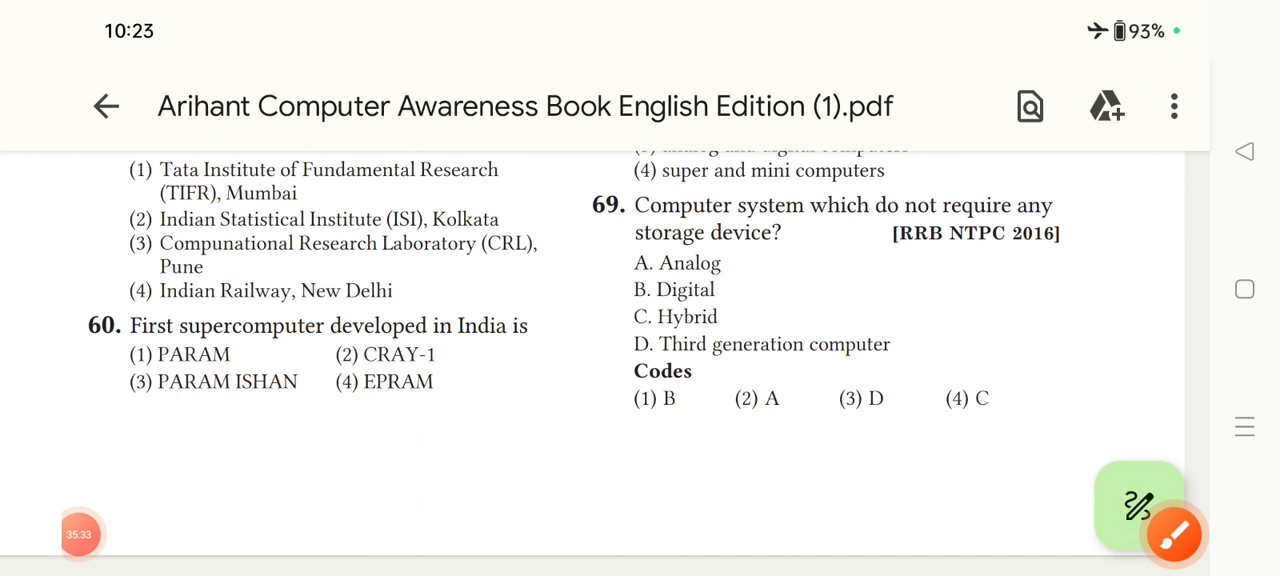 10:23
93%
Arihant Computer Awareness Book English Edition (1).pdf
(1) Tata Institute of Fundamental Research
(TIFR), Mumbai
(2) Indian Statistical Institute (ISI), Kolkata
(3) Compunational Research Laboratory (CRL),
Pune
(4) Indian Railway, New Delhi
60. First supercomputer developed in India is
(1) PARAM (2) CRAY-1
(3) PARAM ISHAN (4) EPRAM
(4) super and mini computers
69. Computer system which do not require any
storage device? [RRB NTPC 2016]
A. Analog
B. Digital
C. Hybrid
D. Third generation computer
Codes
(1) B (2) A (3) D (4) C
35:33